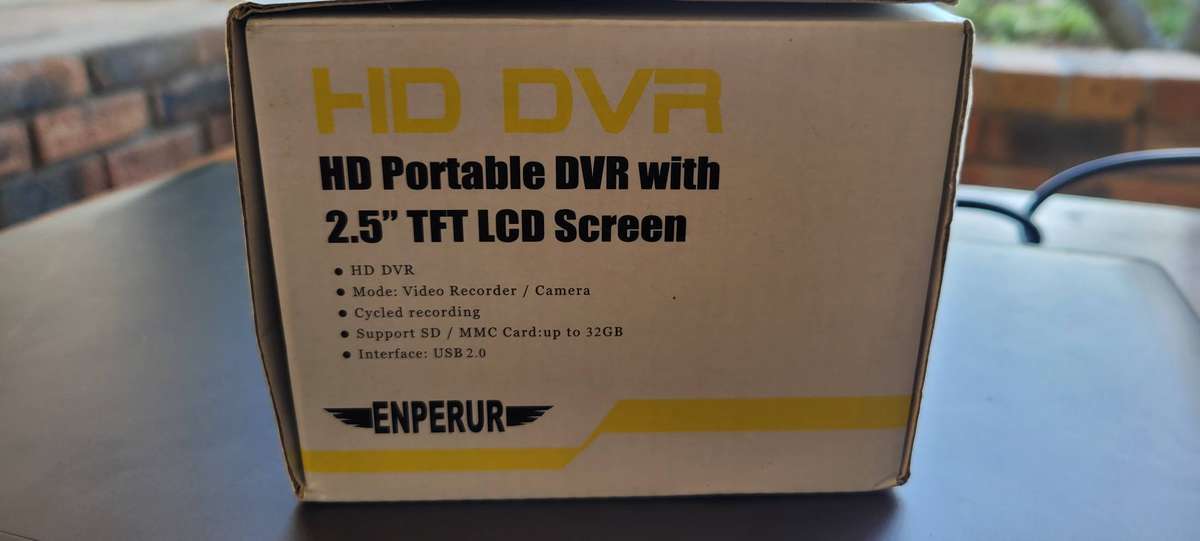 HD DVR
HD Portable DVR with
2.5” TFT LCD Screen
● HD DVR
● Mode: Video Recorder / Camera
● Cycled recording
● Support SD / MMC Card:up to 32GB
● Interface: USB 2.0
ENPERUR